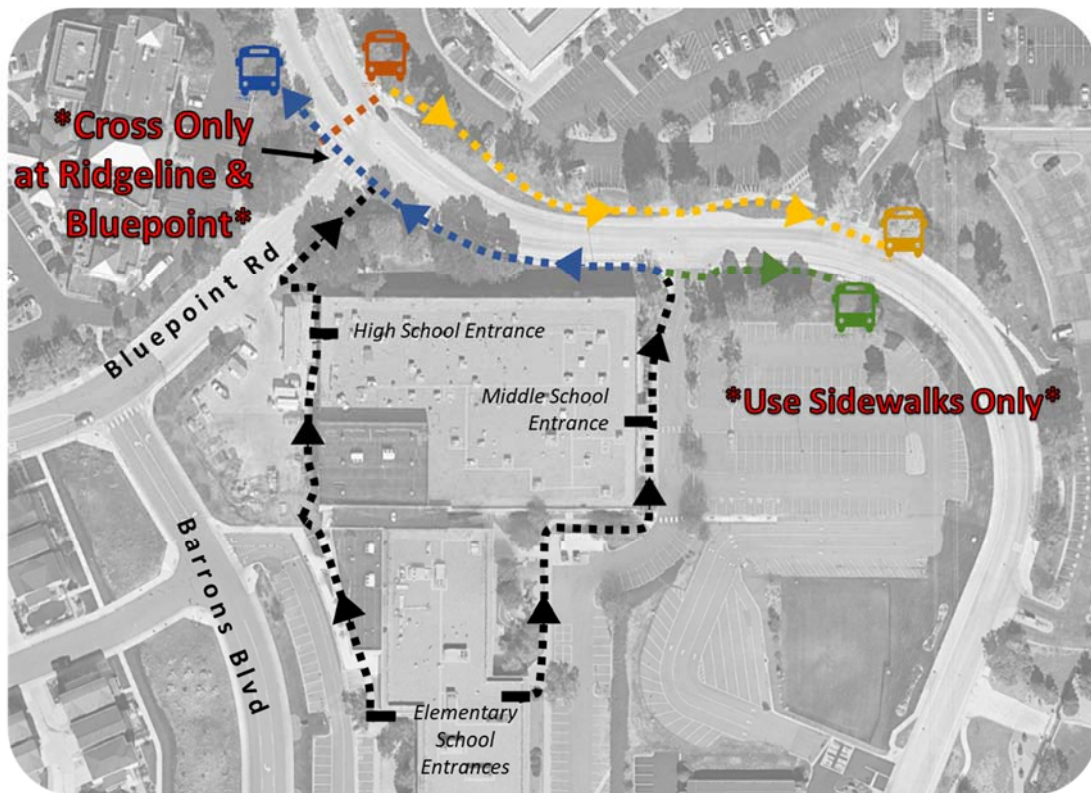 *Cross Only
at Ridgeline &
Bluepoint*
Bluepoint Rd
High School Entrance
Middle School
Entrance
*Use Sidewalks Only*
Barrons Blvd
Elementary
School
Entrances